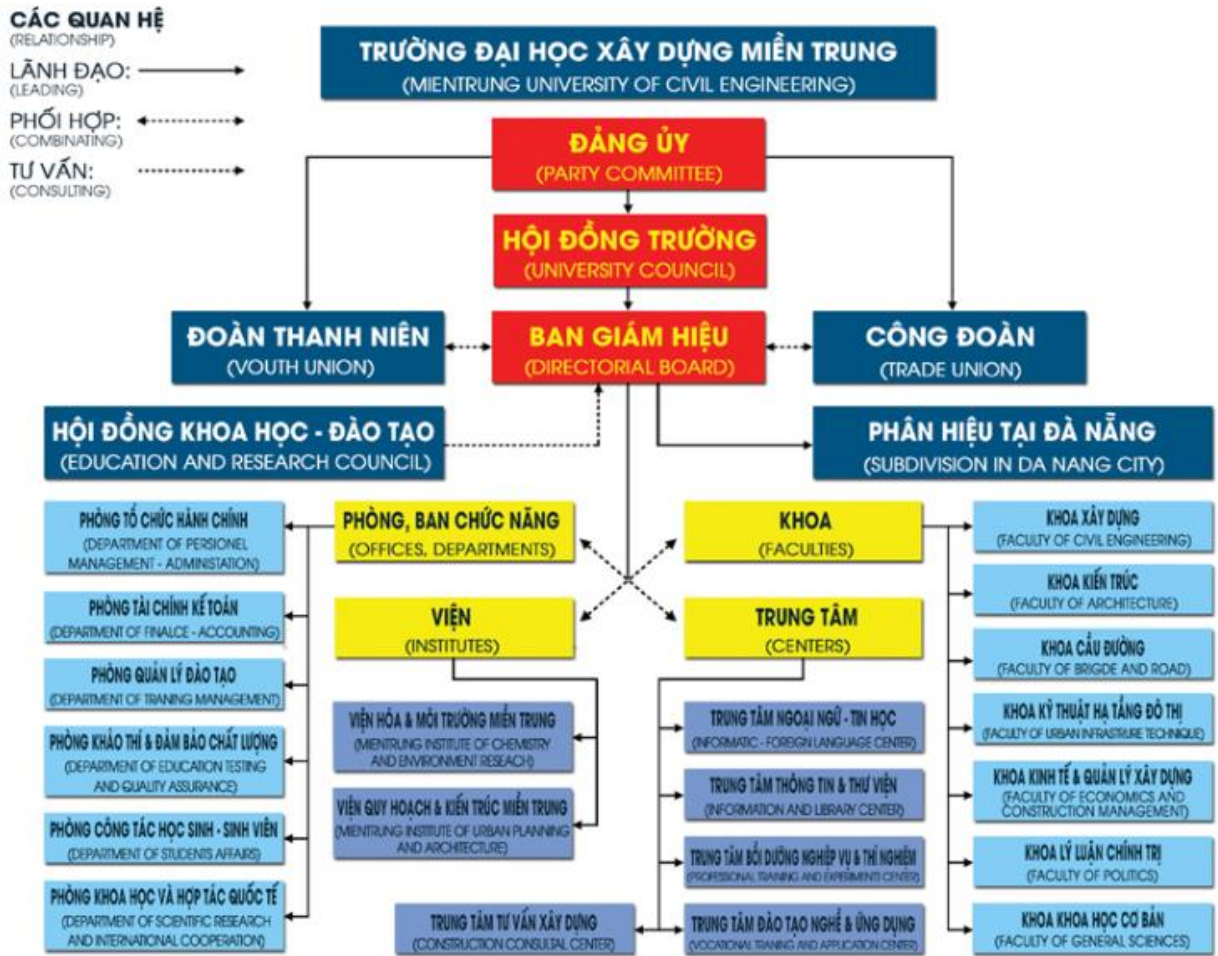 CÁC QUAN HỆ
(RELATIONSHIP)
LÃNH ĐẠO:
(LEADING)
PHỐI HỢP:
(COMBINATING)
TƯ VẤN:
(CONSULTING)
TRƯỜNG ĐẠI HỌC XÂY DỰNG MIỀN TRUNG
(MIENTRUNG UNIVERSITY OF CIVIL ENGINEERING)
ĐẢNG ỦY
(PARTY COMMITTEE)
HỘI ĐỒNG TRƯỜNG
(UNIVERSITY COUNCIL)
ĐOÀN THANH NIÊN
(VOUTH UNION)
BAN GIÁM HIỆU
(DIRECTORIAL BOARD)
CÔNG ĐOÀN
(TRADE UNION)
HỘI ĐỒNG KHOA HỌC - ĐÀO TẠO
(EDUCATION AND RESEARCH COUNCIL)
PHÂN HIỆU TẠI ĐÀ NẴNG
(SUBDIVISION IN DA NANG CITY)
PHÒNG, BAN CHỨC NĂNG
(OFFICES, DEPARTMENTS)
PHÒNG TỔ CHỨC HÀNH CHÍNH
(DEPARTMENT OF PERSIONEL
MANAGEMENT - ADMINISTATION)
PHÒNG TÀI CHÍNH KẾ TOÁN
(DEPARTMENT OF FINALCE - ACCOUNTING)
PHÒNG QUẢN LÝ ĐÀO TẠO
(DEPARTMENT OF TRANING MANAGEMENT)
PHÒNG KHẢO THÍ & ĐẢM BẢO CHẤT LƯỢNG
(DEPARTMENT OF EDUCATION TESTING
AND QUALITY ASSURANCE)
PHÒNG CÔNG TÁC HỌC SINH - SINH VIÊN
(DEPARTMENT OF STUDENTS AFFAIRS)
PHÒNG KHOA HỌC VÀ HỢP TÁC QUỐC TẾ
(DEPARTMENT OF SCIENTIFIC RESEARCH
AND INTERNATIONAL COOPERATION)
VIỆN
(INSTITUTES)
VIỆN HÓA & MÔI TRƯỜNG MIỀN TRUNG
(MIENTRUNG INSTITUTE OF CHEMISTRY
AND ENVIRONMENT RESEACH)
VIỆN QUY HOẠCH & KIẾN TRÚC MIỀN TRUNG
(MIENTRUNG INSTITUTE OF URBAN PLANNING
AND ARCHITECTURE)
TRUNG TÂM
(CENTERS)
TRUNG TÂM NGOẠI NGỮ - TIN HỌC
(INFORMATIC - FOREIGN LANGUAGE CENTER)
TRUNG TÂM THÔNG TIN & THƯ VIỆN
(INFORMATION AND LIBRARY CENTER)
TRUNG TÂM BỒI DƯỠNG NGHIỆP VỤ & THÍ NGHIỆM
(PROFESSIONAL TRAINING AND EXPERIMENTS CENTER)
TRUNG TÂM TƯ VẤN XÂY DỰNG
(CONSTRUCTION CONSULTAL CENTER)
TRUNG TÂM ĐÀO TẠO NGHỀ & ỨNG DỤNG
(VOCATIONAL TRANING AND APPLICATION CENTER)
KHOA
(FACULTIES)
KHOA XÂY DỰNG
(FACULTY OF CIVIL ENGINEERING)
KHOA KIẾN TRÚC
(FACULTY OF ARCHITECTURE)
KHOA CẦU ĐƯỜNG
(FACULTY OF BRIGDE AND ROAD)
KHOA KỸ THUẬT HẠ TẦNG ĐÔ THỊ
(FACULTY OF URBAN INFRASTRURE TECHNIQUE)
KHOA KINH TẾ & QUẢN LÝ XÂY DỰNG
(FACULTY OF ECONOMICS AND
CONSTRUCTION MANAGEMENT)
KHOA LÝ LUẬN CHÍNH TRỊ
(FACULTY OF POLITICS)
KHOA KHOA HỌC CƠ BẢN
(FACULTY OF GENERAL SCIENCES)